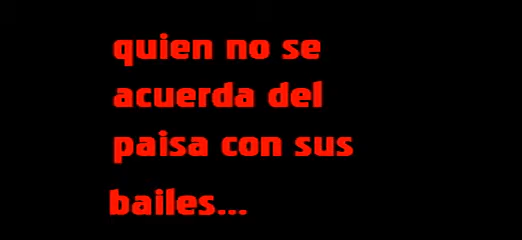 quien no se
acuerda del
paisa con sus
bailes...